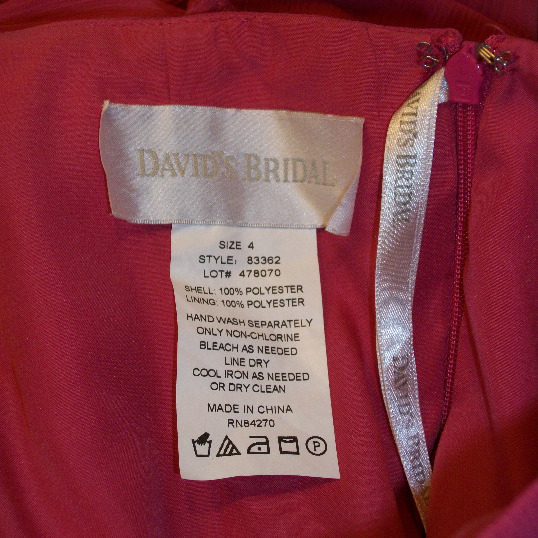 DAVID'S BRIDAL
SIZE 4
STYLE: 83362
LOT# 478070
SHELL: 100% POLYESTER
LINING: 100% POLYESTER
HAND WASH SEPARATELY
ONLY NON-CHLORINE
BLEACH AS NEEDED
LINE DRY
COOL IRON AS NEEDED
OR DRY CLEAN
MADE IN CHINA
RN84270
P
DAVID'S BRIDAL
DAVID'S BRID